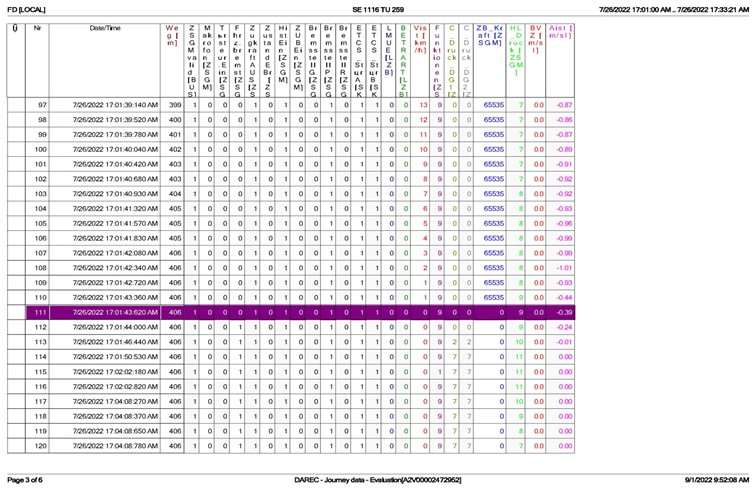 FD [LOCAL] SE 1116 TU 259 7/26/2022 17:01:00 AM .. 7/26/2022 17:33:21 AM
Nr Date/Time Weg [m] ZSGM valid [BUS] Makrofon [ZSGM] Fhrz.bremst [ZSG Zugkraft AUS [ZS Zustand EBr [ZS HistEin [ZSGM] ZUBEin [ZSGM] Bremssteller IIG [ZSG Bremssteller IIP [ZSG Bremssteller IIR [ZSG LMUE [LZB] BETRART [LZB] Vist [km/h] Funktionen [ZS C_Druck_DG1 [Z C_Druck_DG2 [Z ZB_Kraft [ZSGM] HL_Druck [ZSGM] BVZ [m/s] Aist [m/s]
97 7/26/2022 17:01:39:140 AM 399 1 0 0 0 1 1 0 0 0 1 0 1 1 0 0 13 9 0 0 65535 7 0.0 -0.87
98 7/26/2022 17:01:39:520 AM 400 1 0 0 0 1 1 0 0 0 1 0 1 1 0 0 12 9 0 0 65535 7 0.0 -0.86
99 7/26/2022 17:01:39:780 AM 401 1 0 0 0 1 1 0 0 0 1 0 1 1 0 0 11 9 0 0 65535 7 0.0 -0.87
100 7/26/2022 17:01:40:040 AM 402 1 0 0 0 1 1 0 0 0 1 0 1 1 0 0 10 9 0 0 65535 7 0.0 -0.89
101 7/26/2022 17:01:40:420 AM 403 1 0 0 0 1 1 0 0 0 1 0 1 1 0 0 9 9 0 0 65535 7 0.0 -0.91
102 7/26/2022 17:01:40:680 AM 403 1 0 0 0 1 1 0 0 0 1 0 1 1 0 0 8 9 0 0 65535 7 0.0 -0.92
103 7/26/2022 17:01:40:930 AM 404 1 0 0 0 1 1 0 0 0 1 0 1 1 0 0 7 9 0 0 65535 8 0.0 -0.92
104 7/26/2022 17:01:41:320 AM 405 1 0 0 0 1 1 0 0 0 1 0 1 1 0 0 6 9 0 0 65535 8 0.0 -0.93
105 7/26/2022 17:01:41:570 AM 405 1 0 0 0 1 1 0 0 0 1 0 1 1 0 0 5 9 0 0 65535 8 0.0 -0.96
106 7/26/2022 17:01:41:830 AM 405 1 0 0 0 1 1 0 0 0 1 0 1 1 0 0 4 9 0 0 65535 8 0.0 -0.99
107 7/26/2022 17:01:42:080 AM 406 1 0 0 0 1 1 0 0 0 1 0 1 1 0 0 3 9 0 0 65535 8 0.0 -0.99
108 7/26/2022 17:01:42:340 AM 406 1 0 0 0 1 1 0 0 0 1 0 1 1 0 0 2 9 0 0 65535 8 0.0 -1.01
109 7/26/2022 17:01:42:720 AM 406 1 0 0 0 1 1 0 0 0 1 0 1 1 0 0 1 9 0 0 65535 8 0.0 -0.93
110 7/26/2022 17:01:43:360 AM 406 1 0 0 0 1 1 0 0 0 1 0 1 1 0 0 1 9 0 0 65535 9 0.0 -0.44
111 7/26/2022 17:01:43:620 AM 406 1 0 0 0 1 1 0 0 0 1 0 1 1 0 0 0 9 0 0 0 9 0.0 -0.39
112 7/26/2022 17:01:44:000 AM 406 1 0 0 0 1 1 0 0 0 1 0 1 1 0 0 0 9 0 0 0 9 0.0 -0.24
113 7/26/2022 17:01:46:440 AM 406 1 0 0 1 1 1 0 0 0 1 0 1 1 0 0 0 9 2 2 0 10 0.0 -0.01
114 7/26/2022 17:01:50:530 AM 406 1 0 0 1 1 1 0 0 0 1 0 1 1 0 0 0 9 7 7 0 11 0.0 0.00
115 7/26/2022 17:02:02:180 AM 406 1 0 0 1 1 1 0 0 0 1 0 1 1 0 0 0 1 7 7 0 11 0.0 0.00
116 7/26/2022 17:02:02:820 AM 406 1 0 0 1 1 1 0 0 0 1 0 1 1 0 0 0 9 7 7 0 11 0.0 0.00
117 7/26/2022 17:04:08:270 AM 406 1 0 0 1 1 1 0 0 0 1 0 1 1 0 0 0 9 7 7 0 10 0.0 0.00
118 7/26/2022 17:04:08:370 AM 406 1 0 0 1 1 1 0 0 0 1 0 1 1 0 0 0 9 7 7 0 9 0.0 0.00
119 7/26/2022 17:04:08:650 AM 406 1 0 0 1 1 1 0 0 0 1 0 1 1 0 0 0 9 7 7 0 8 0.0 0.00
120 7/26/2022 17:04:08:780 AM 406 1 0 0 1 1 1 0 0 0 1 0 1 1 0 0 0 9 7 7 0 7 0.0 0.00
Page 3 of 6 DAREC - Journey data - Evaluation[A2V00002472952] 9/1/2022 9:52:08 AM